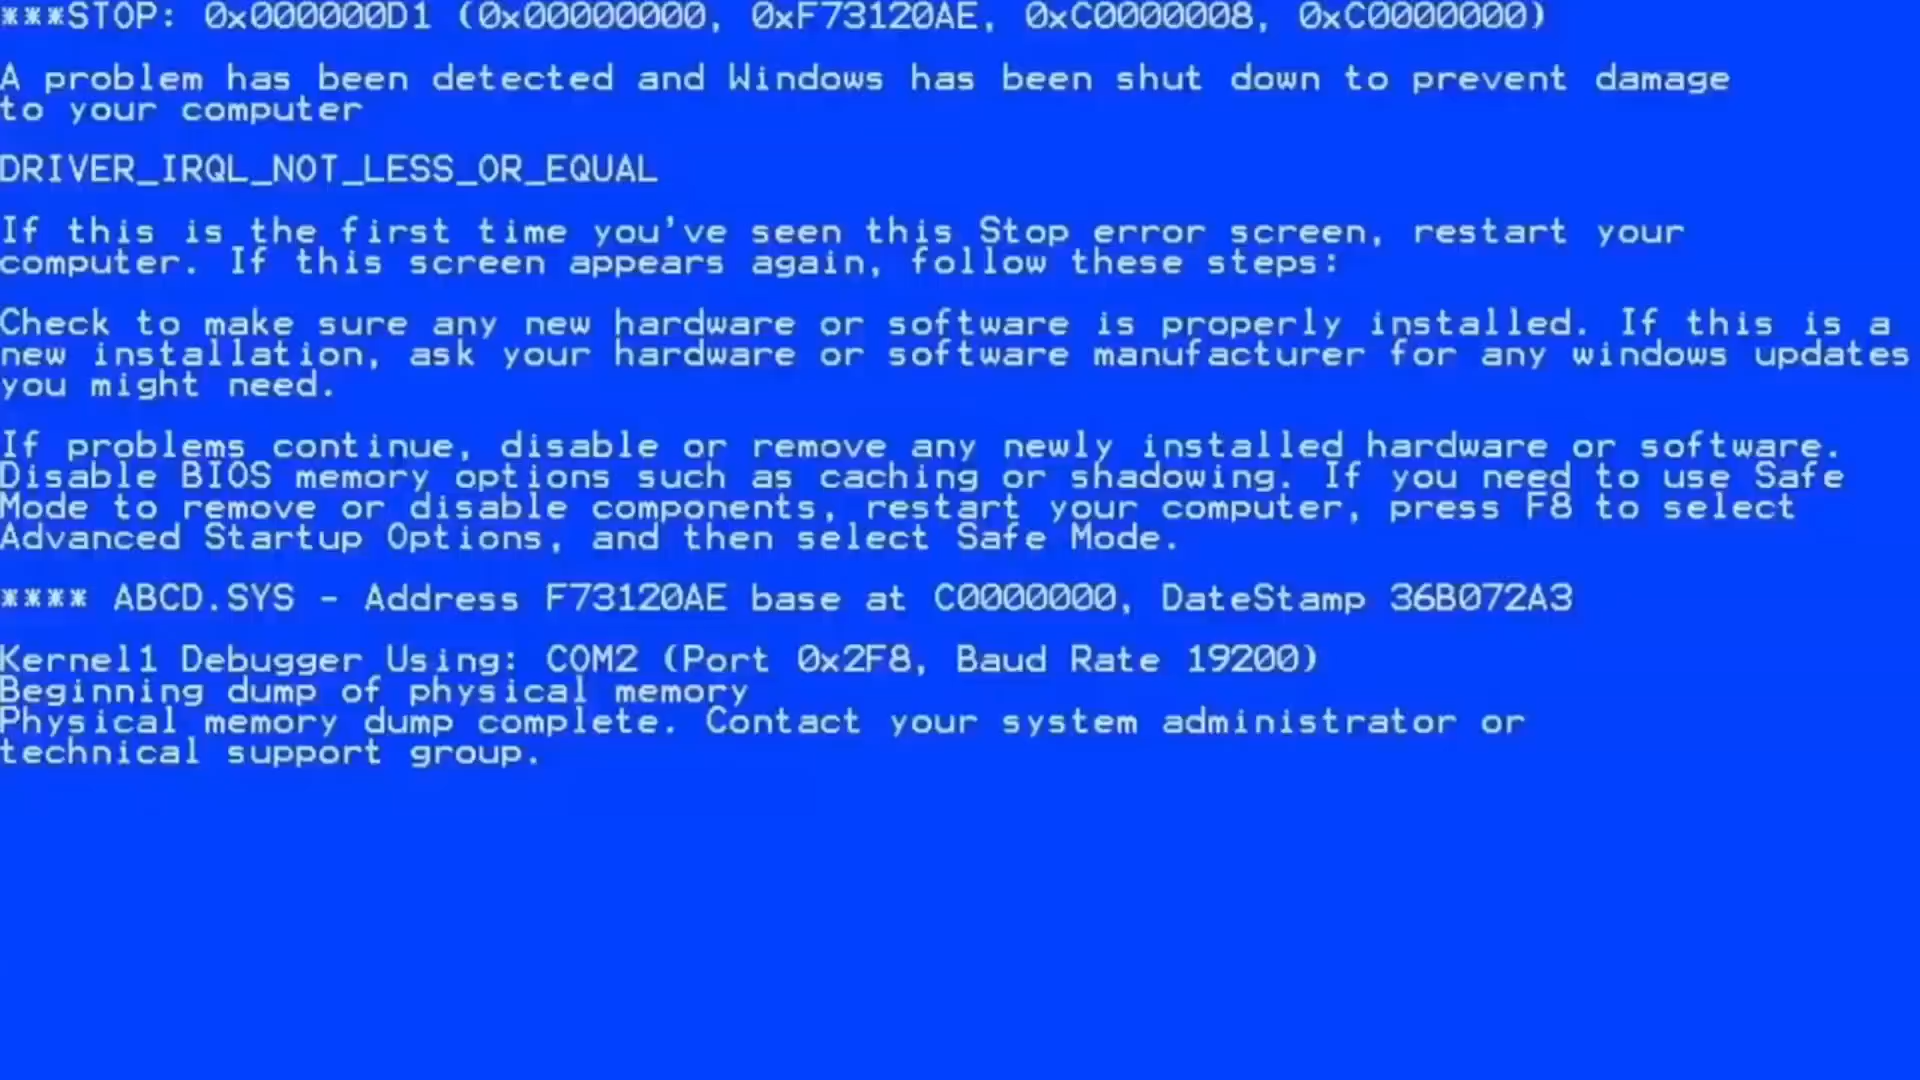 ***STOP: 0x000000D1 (0x00000000, 0xF73120AE, 0xC0000008, 0xC0000000)
A problem has been detected and Windows has been shut down to prevent damage
to your computer
DRIVER_IRQL_NOT_LESS_OR_EQUAL
If this is the first time you've seen this Stop error screen, restart your
computer. If this screen appears again, follow these steps:
Check to make sure any new hardware or software is properly installed. If this is a
new installation, ask your hardware or software manufacturer for any windows updates
you might need.
If problems continue, disable or remove any newly installed hardware or software.
Disable BIOS memory options such as caching or shadowing. If you need to use Safe
Mode to remove or disable components, restart your computer, press F8 to select
Advanced Startup Options, and then select Safe Mode.
**** ABCD.SYS - Address F73120AE base at C0000000, DateStamp 36B072A3
Kernel1 Debugger Using: COM2 (Port 0x2F8, Baud Rate 19200)
Beginning dump of physical memory
Physical memory dump complete. Contact your system administrator or
technical support group.